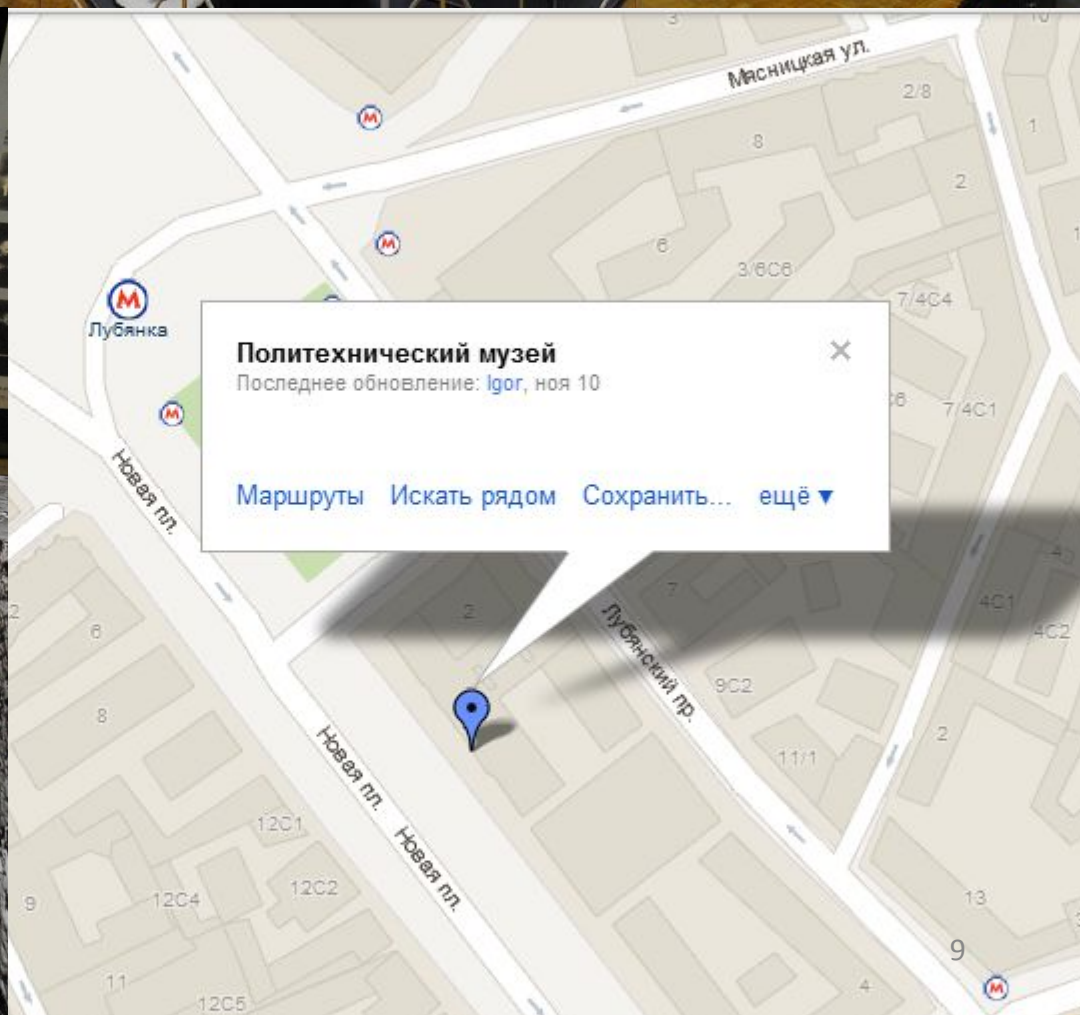 3
10
Мясницкая ул.
2/8
М
8
1
2
М
6
3/6С6
М
Лубянка
7/4С4
Политехнический музей
Последнее обновление: Igor, ноя 10
7/4С1
М
Новая пл.
Маршруты Искать рядом Сохранить... ещё
4
7
4С1
2
2
6
Лубянский пр.
4С2
9С2
8
2
Новая пл.
11/1
12С1
Новая пл.
12С2
12С4
9
13
9
11
4
М
12С5